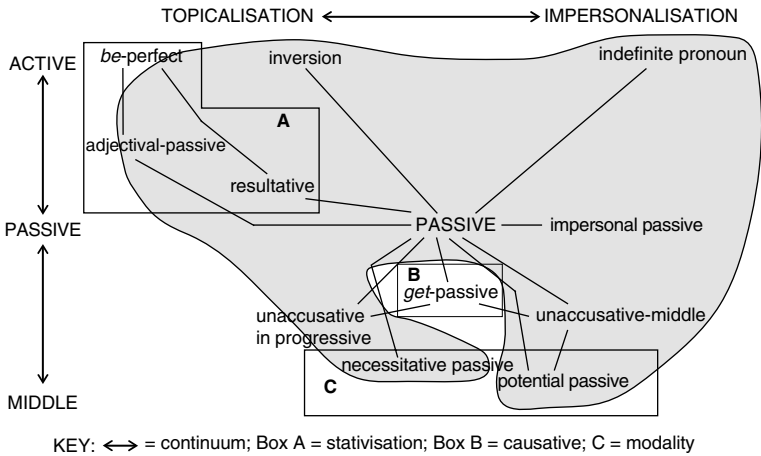 TOPICALISATION IMPERSONALISATION
ACTIVE
be-perfect
inversion
indefinite pronoun
A
adjectival-passive
resultative
PASSIVE
PASSIVE
impersonal passive
B
get-passive
unaccusative
in progressive
unaccusative-middle
necessitative passive
C
potential passive
MIDDLE
KEY: ↔ = continuum; Box A = stativisation; Box B = causative; C = modality